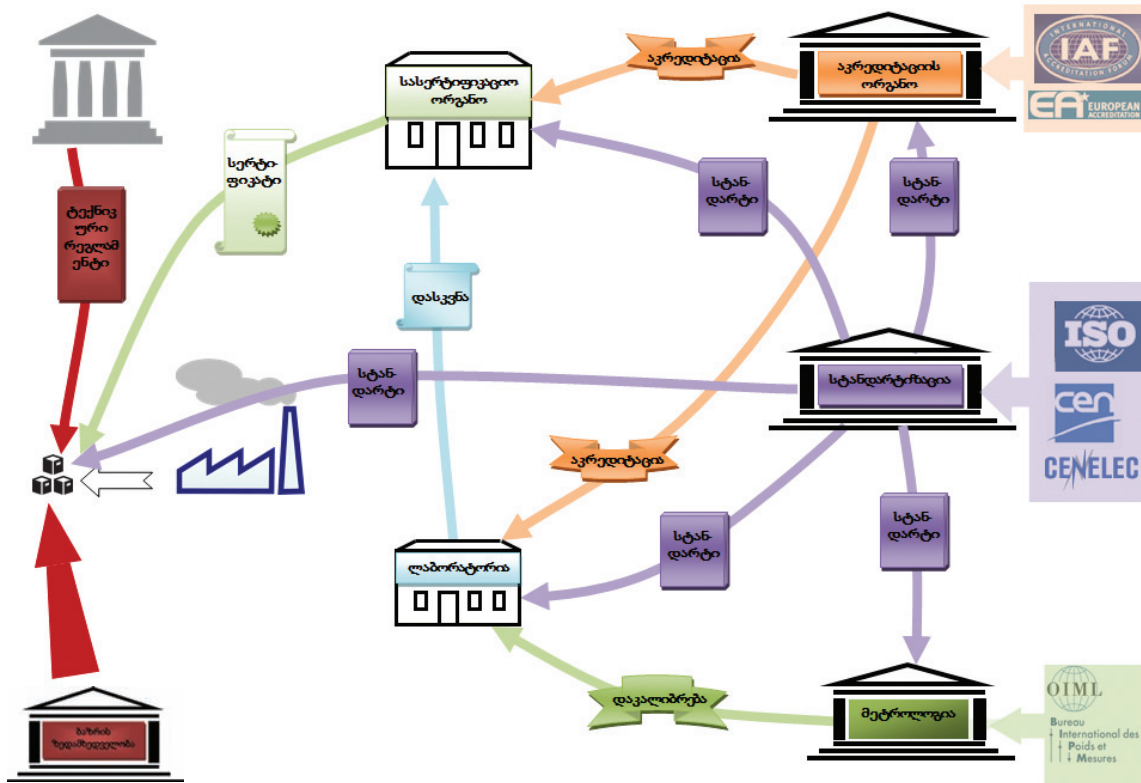 აკრედიტაცია
აკრედიტაციის
ორგანო
INTERNATIONAL
IAF
ACCREDITATION FORUM
EA
EUROPEAN
ACCREDITATION
სასერტიფიკაციო
ორგანო
სერტი-
ფიკატი
სტან-
დარტი
სტან-
დარტი
ტექნიკ
ური
რეგლამ
ენტი
დასკვნა
ISO
სტან-
დარტი
სტანდარტიზაცია
cen
CENELEC
აკრედიტაცია
სტან-
დარტი
სტან-
დარტი
ლაბორატორია
დაკალიბრება
მეტროლოგია
OIML
Bureau
International des
Poids et
Mesures
ბაზრის
ზედამხედველობა